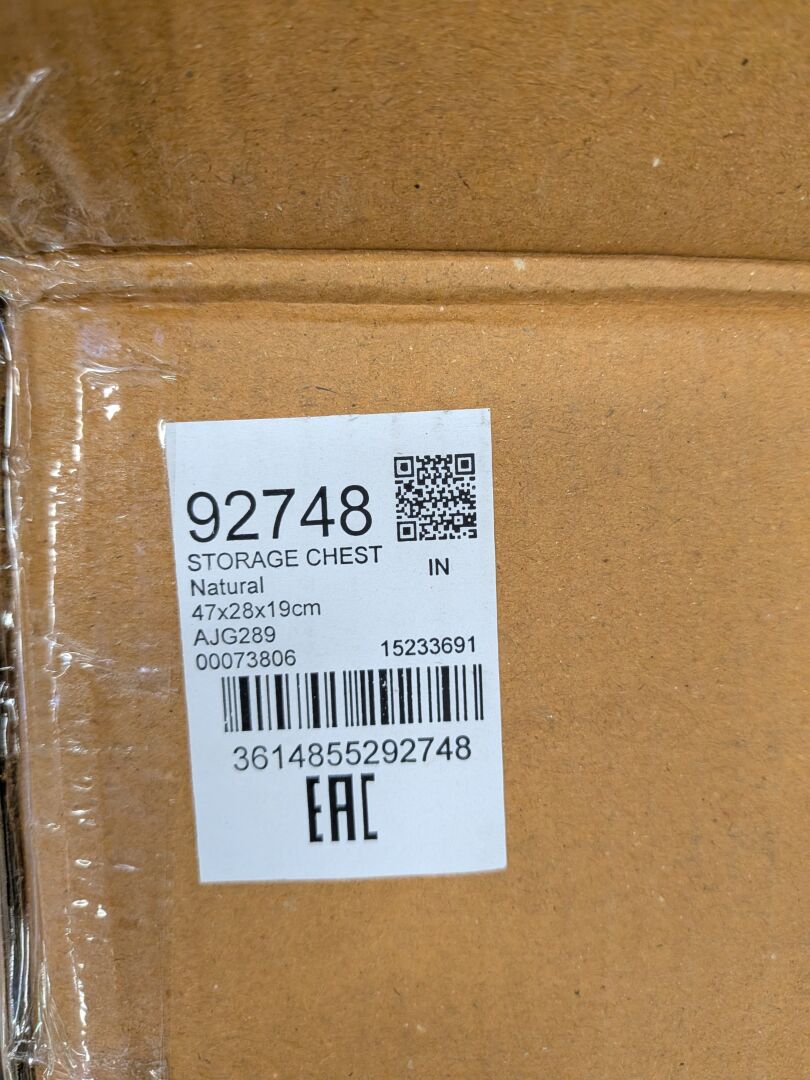 92748
STORAGE CHEST
IN
Natural
47x28x19cm
AJG289
00073806
15233691
3614855292748
EAC